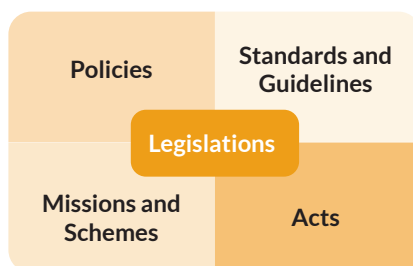 Policies
Standards and
Guidelines
Legislations
Missions and
Schemes
Acts